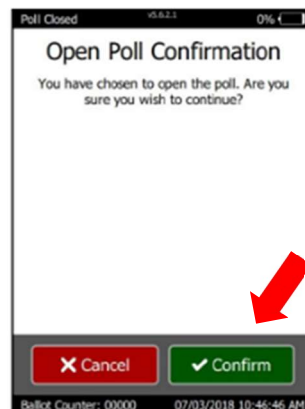 Poll Closed v5.6.2.1 0%
Open Poll Confirmation
You have chosen to open the poll. Are you
sure you wish to continue?
Cancel Confirm
Ballot Counter: 00000 07/03/2018 10:46:46 AM